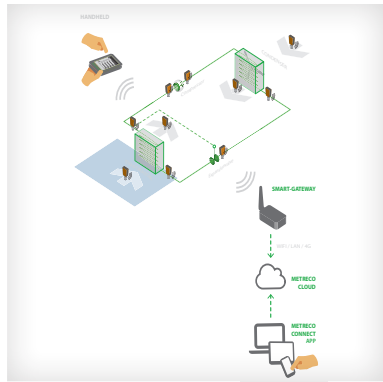 HANDHELD
SMART-GATEWAY
WIFI / LAN / 4G
METRECO
CLOUD
METRECO
CONNECT
APP